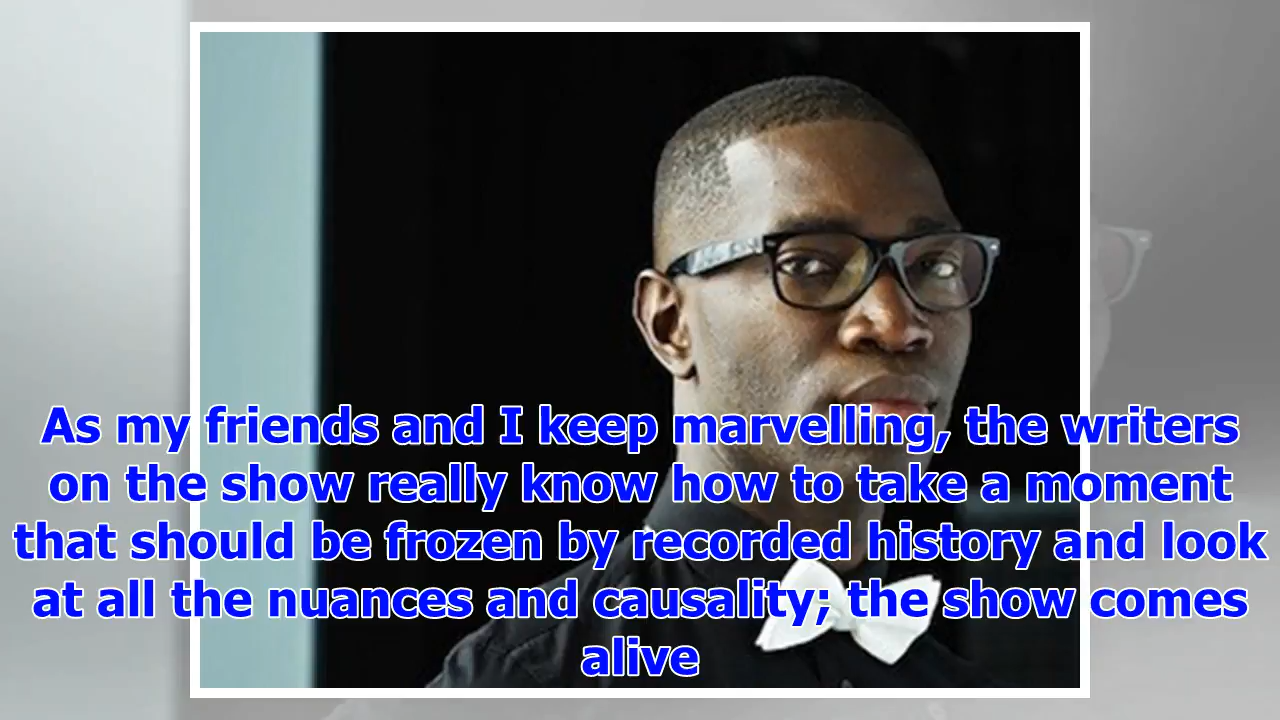 As my friends and I keep marvelling, the writers
on the show really know how to take a moment
that should be frozen by recorded history and look
at all the nuances and causality; the show comes
alive